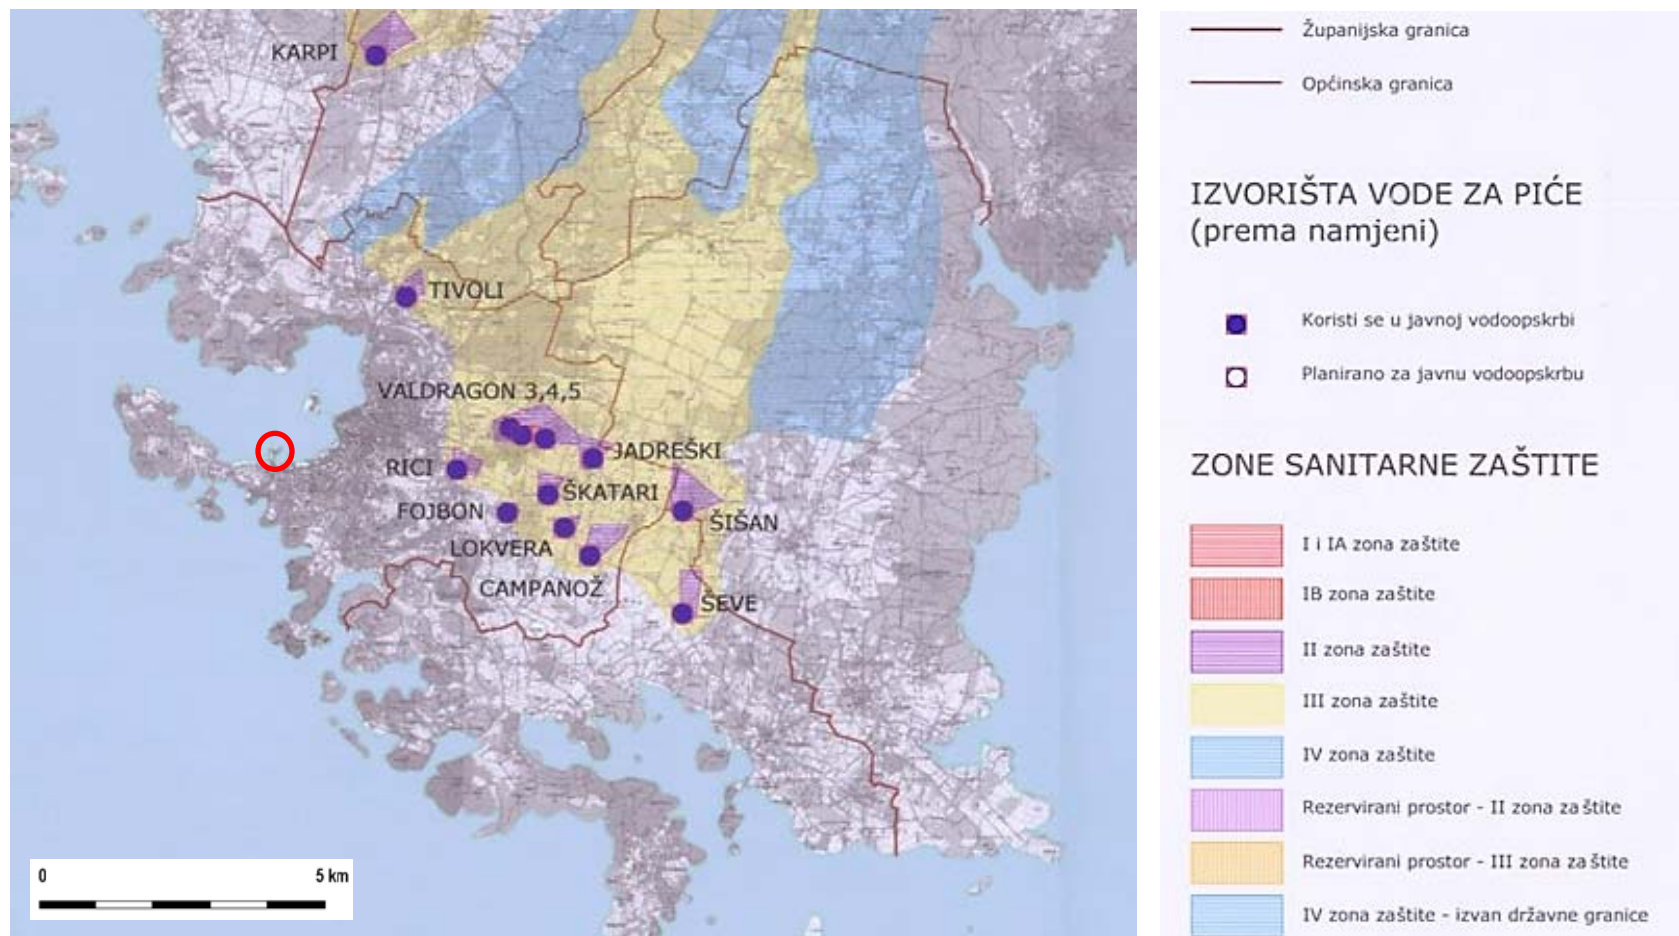 KARPI
TIVOLI
VALDRAGON 3,4,5
JADREŠKI
RICI
ŠKATARI
FOJBON
ŠIŠAN
LOKVERA
CAMPANOŽ
ŠEVE
0 5 km
Županijska granica
Općinska granica
IZVORIŠTA VODE ZA PIĆE
(prema namjeni)
Koristi se u javnoj vodoopskrbi
Planirano za javnu vodoopskrbu
ZONE SANITARNE ZAŠTITE
I i IA zona zaštite
IB zona zaštite
II zona zaštite
III zona zaštite
IV zona zaštite
Rezervirani prostor - II zona zaštite
Rezervirani prostor - III zona zaštite
IV zona zaštite - izvan državne granice